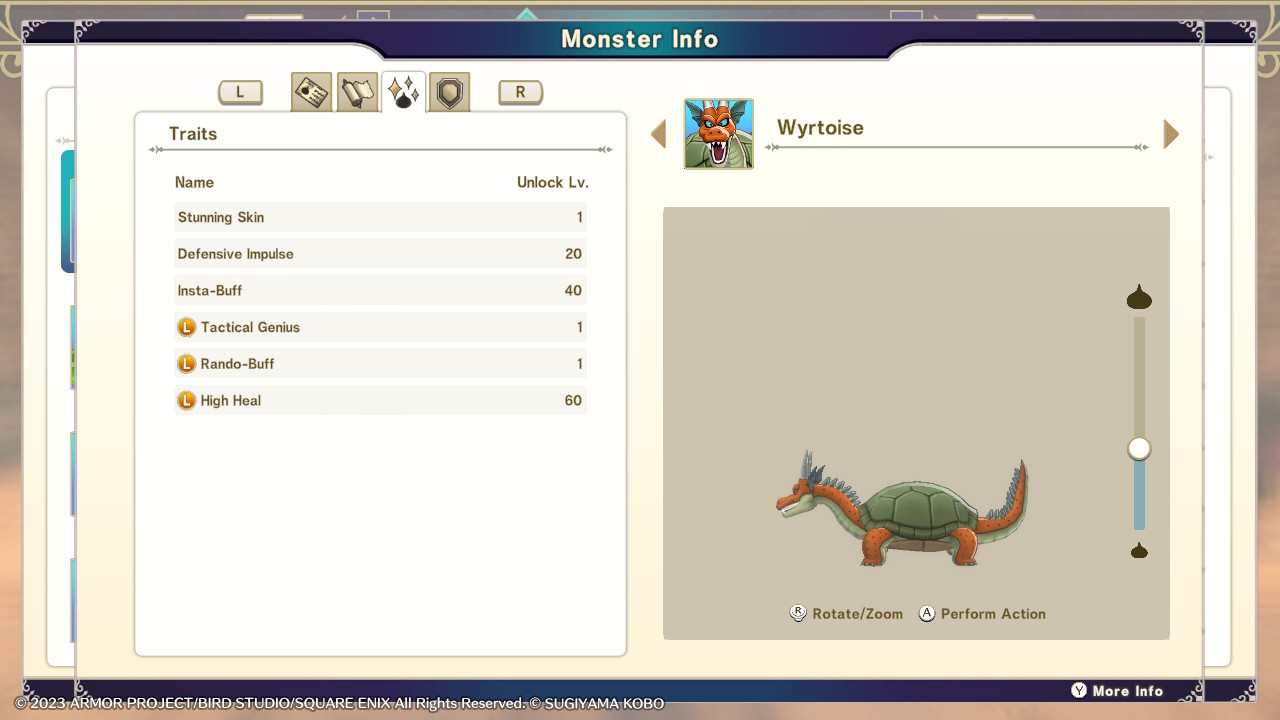 Monster Info
L
R
Traits
Name Unlock Lv.
Stunning Skin 1
Defensive Impulse 20
Insta-Buff 40
L Tactical Genius 1
L Rando-Buff 1
L High Heal 60
Wyrtoise
R Rotate/Zoom A Perform Action
Y More Info
© 2023 ARMOR PROJECT/BIRD STUDIO/SQUARE ENIX All Rights Reserved. © SUGIYAMA KOBO